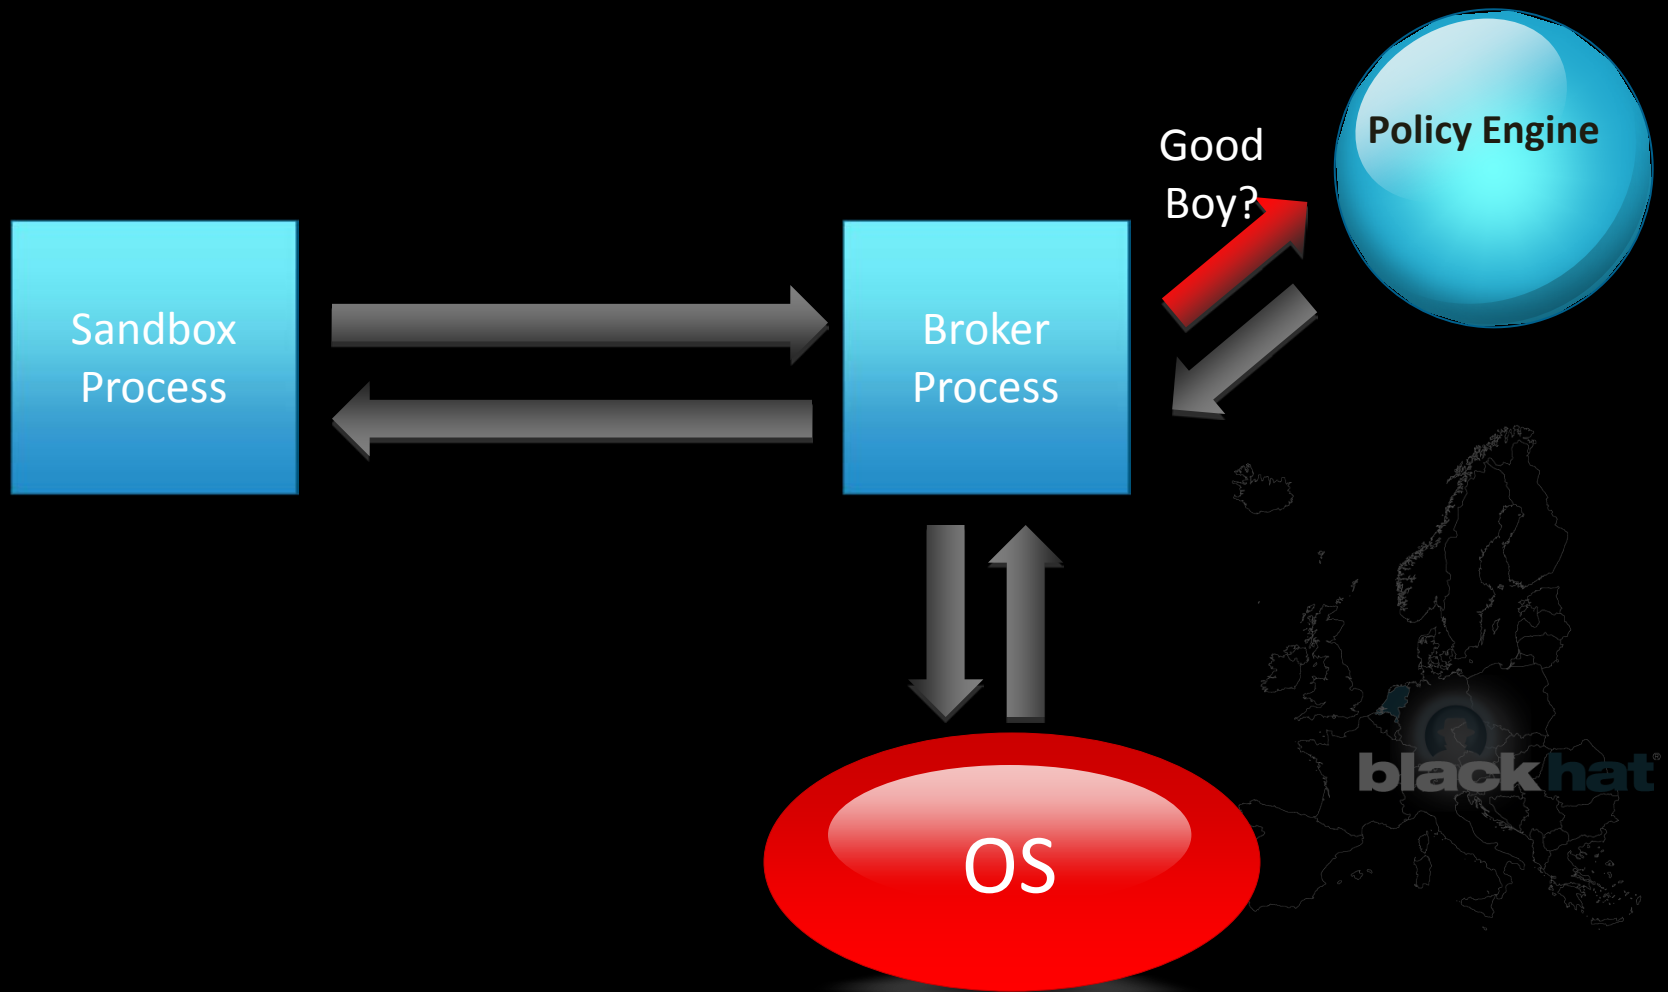 Good
Boy?
Policy Engine
Sandbox
Process
Broker
Process
OS
blackhat®